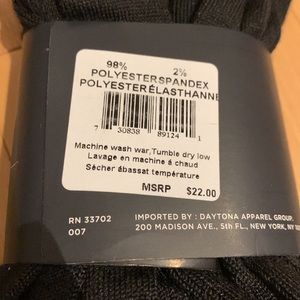 98% 2%
POLYESTER SPANDEX
POLYESTER ÉLASTHANNE
7 30838 89124 1
Machine wash war,Tumble dry low
Lavage en machine á chaud
Sécher ábassat température
MSRP $22.00
RN 33702
007
IMPORTED BY : DAYTONA APPAREL GROUP,
200 MADISON AVE., 5th FL., NEW YORK, NY